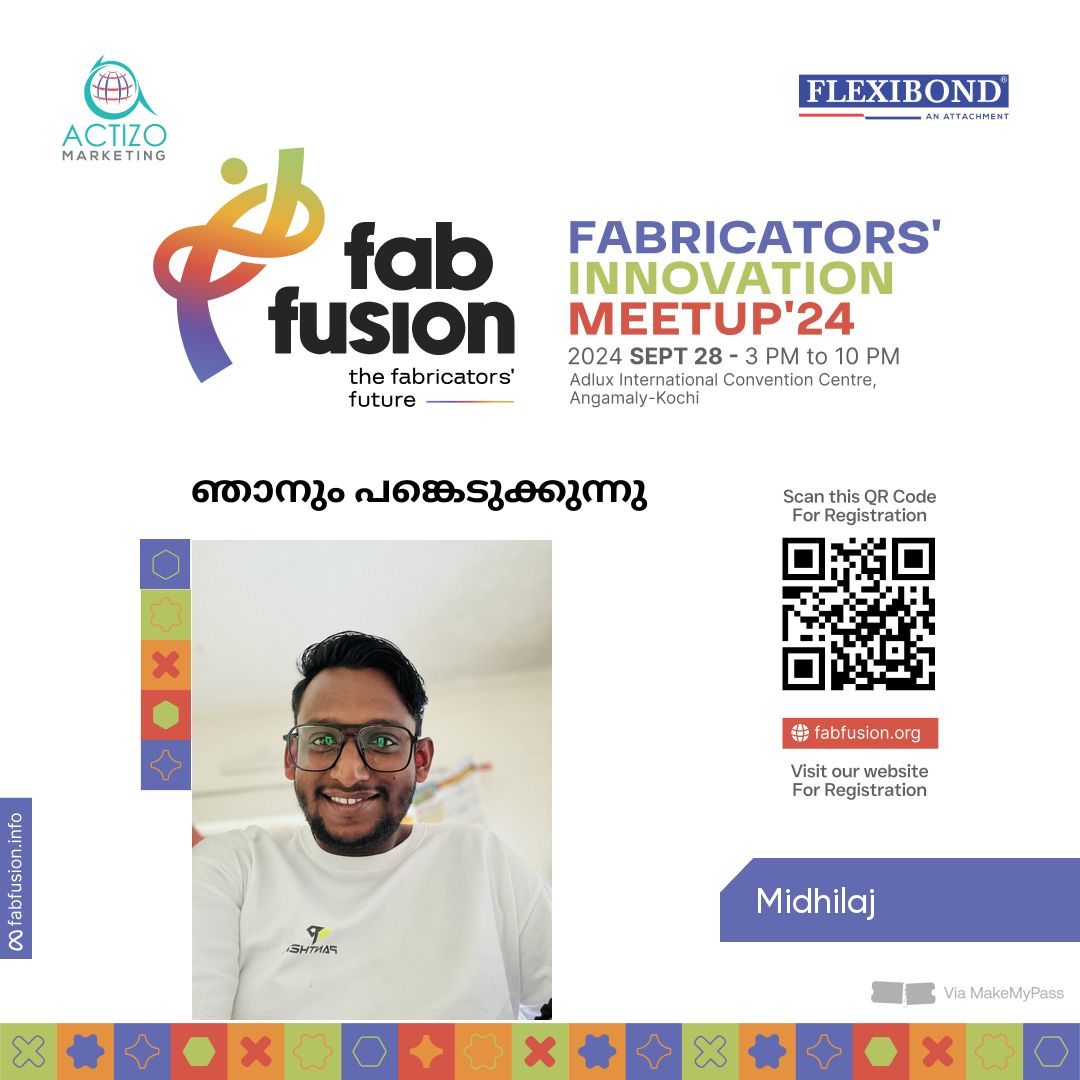 ACTIZO
MARKETING
FLEXIBOND®
AN ATTACHMENT
fab
fusion
the fabricators'
future
FABRICATORS'
INNOVATION
MEETUP'24
2024 SEPT 28 - 3 PM to 10 PM
Adlux International Convention Centre,
Angamaly-Kochi
ഞാനും പങ്കെടുക്കുന്നു
Scan this QR Code
For Registration
fabfusion.org
Visit our website
For Registration
fabfusion.info
Midhilaj
Via MakeMyPass